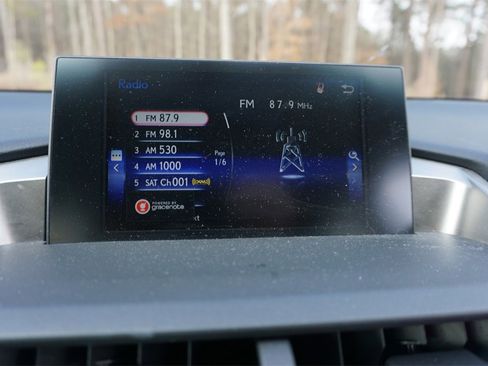 Radio
FM 87.9 MHz
1 FM 87.9
2 FM 98.1
3 AM 530
4 AM 1000
5 SAT Ch001
Page
1/6
POWERED BY
gracenote
xt